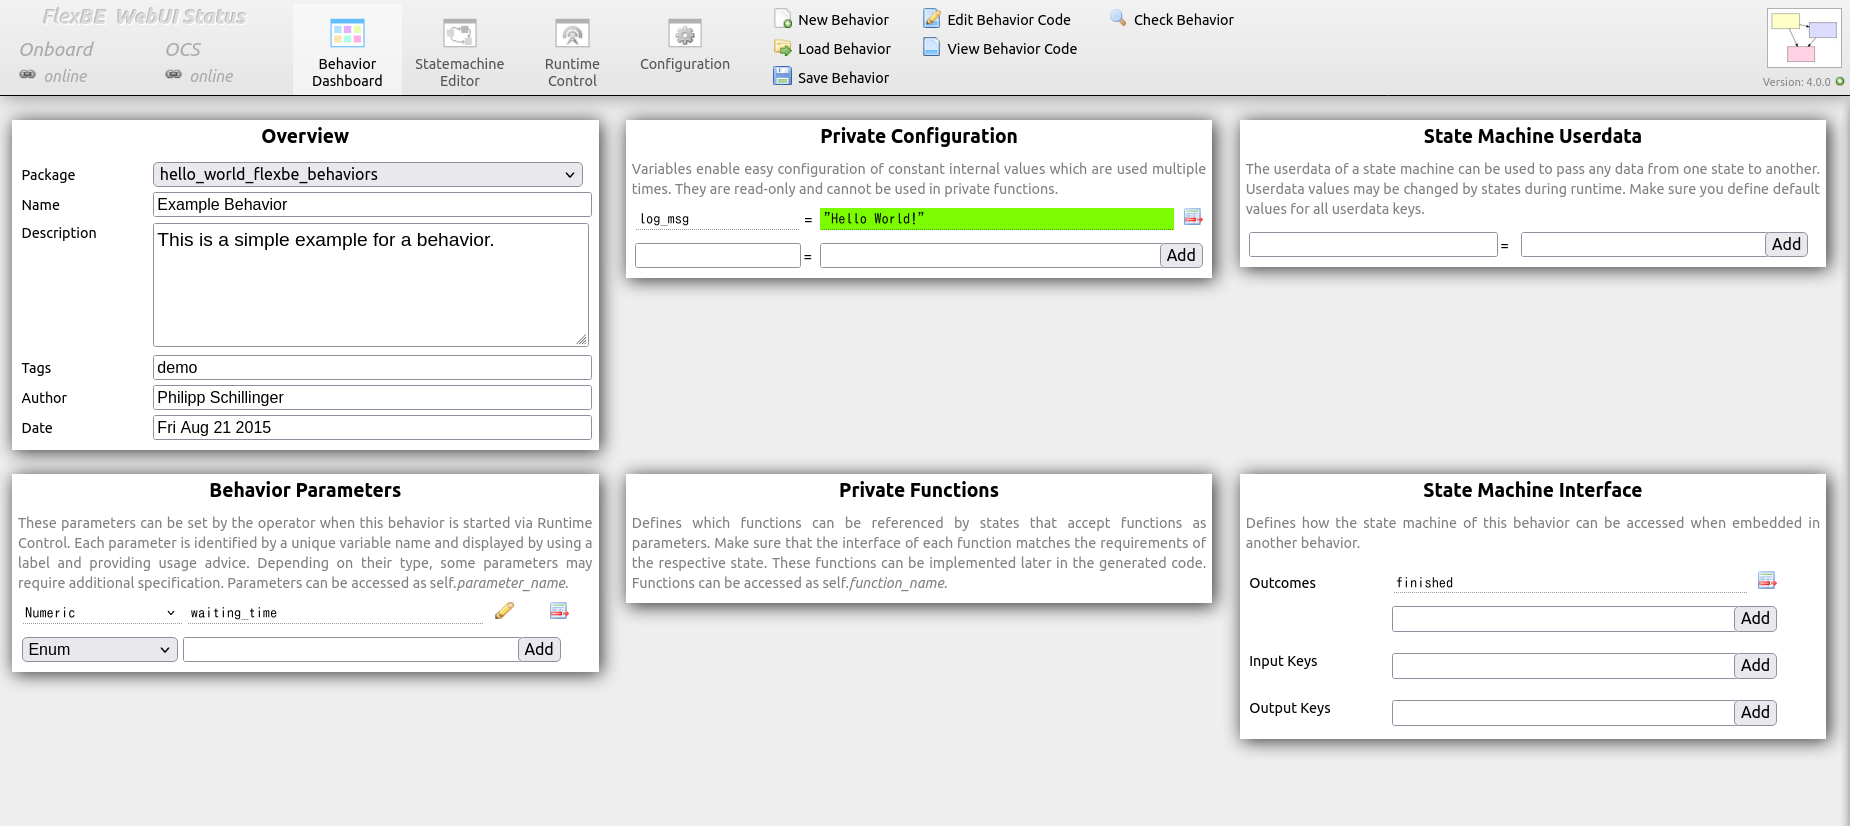 FlexBE WebUI Status
Onboard
OCS
online
online
Behavior
Dashboard
Statemachine
Editor
Runtime
Control
Configuration
New Behavior
Load Behavior
Save Behavior
Edit Behavior Code
View Behavior Code
Check Behavior
Version: 4.0.0
Overview
Package
hello_world_flexbe_behaviors
Name
Example Behavior
Description
This is a simple example for a behavior.
Tags
demo
Author
Philipp Schillinger
Date
Fri Aug 21 2015
Private Configuration
Variables enable easy configuration of constant internal values which are used multiple
times. They are read-only and cannot be used in private functions.
log_msg = "Hello World!"
= Add
State Machine Userdata
The userdata of a state machine can be used to pass any data from one state to another.
Userdata values may be changed by states during runtime. Make sure you define default
values for all userdata keys.
= Add
Behavior Parameters
These parameters can be set by the operator when this behavior is started via Runtime
Control. Each parameter is identified by a unique variable name and displayed by using a
label and providing usage advice. Depending on their type, some parameters may
require additional specification. Parameters can be accessed as self.parameter_name.
Numeric waiting_time
Enum Add
Private Functions
Defines which functions can be referenced by states that accept functions as
parameters. Make sure that the interface of each function matches the requirements of
the respective state. These functions can be implemented later in the generated code.
Functions can be accessed as self.function_name.
State Machine Interface
Defines how the state machine of this behavior can be accessed when embedded in
another behavior.
Outcomes finished
Add
Input Keys Add
Output Keys Add